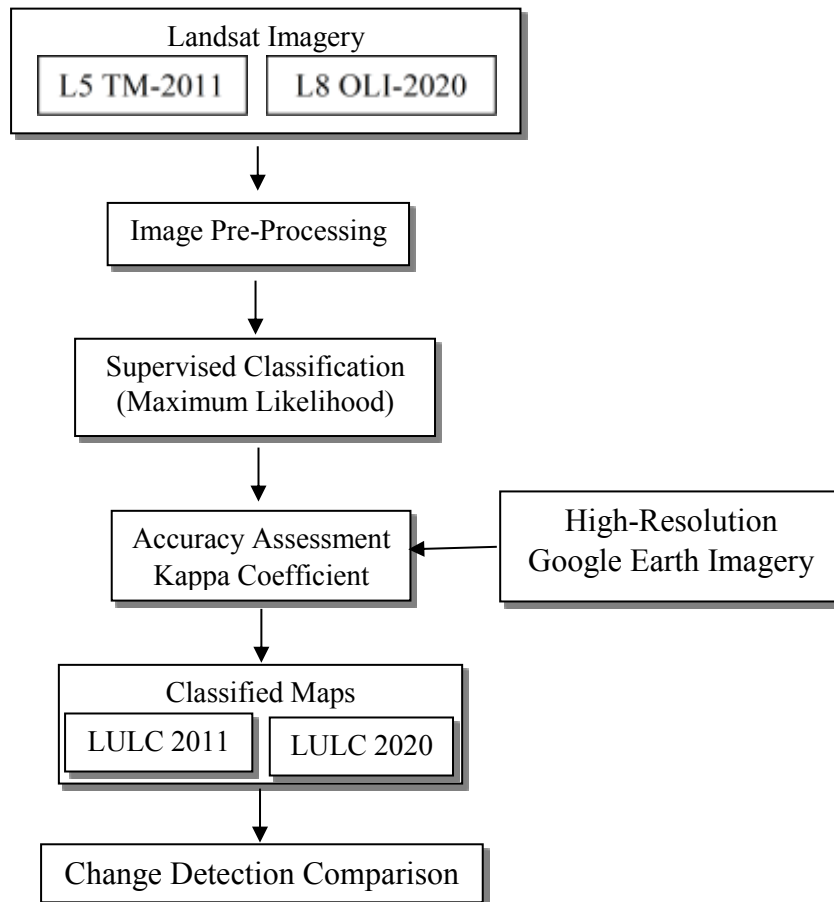 Landsat Imagery
L5 TM-2011
L8 OLI-2020
Image Pre-Processing
Supervised Classification
(Maximum Likelihood)
Accuracy Assessment
Kappa Coefficient
High-Resolution
Google Earth Imagery
Classified Maps
LULC 2011
LULC 2020
Change Detection Comparison